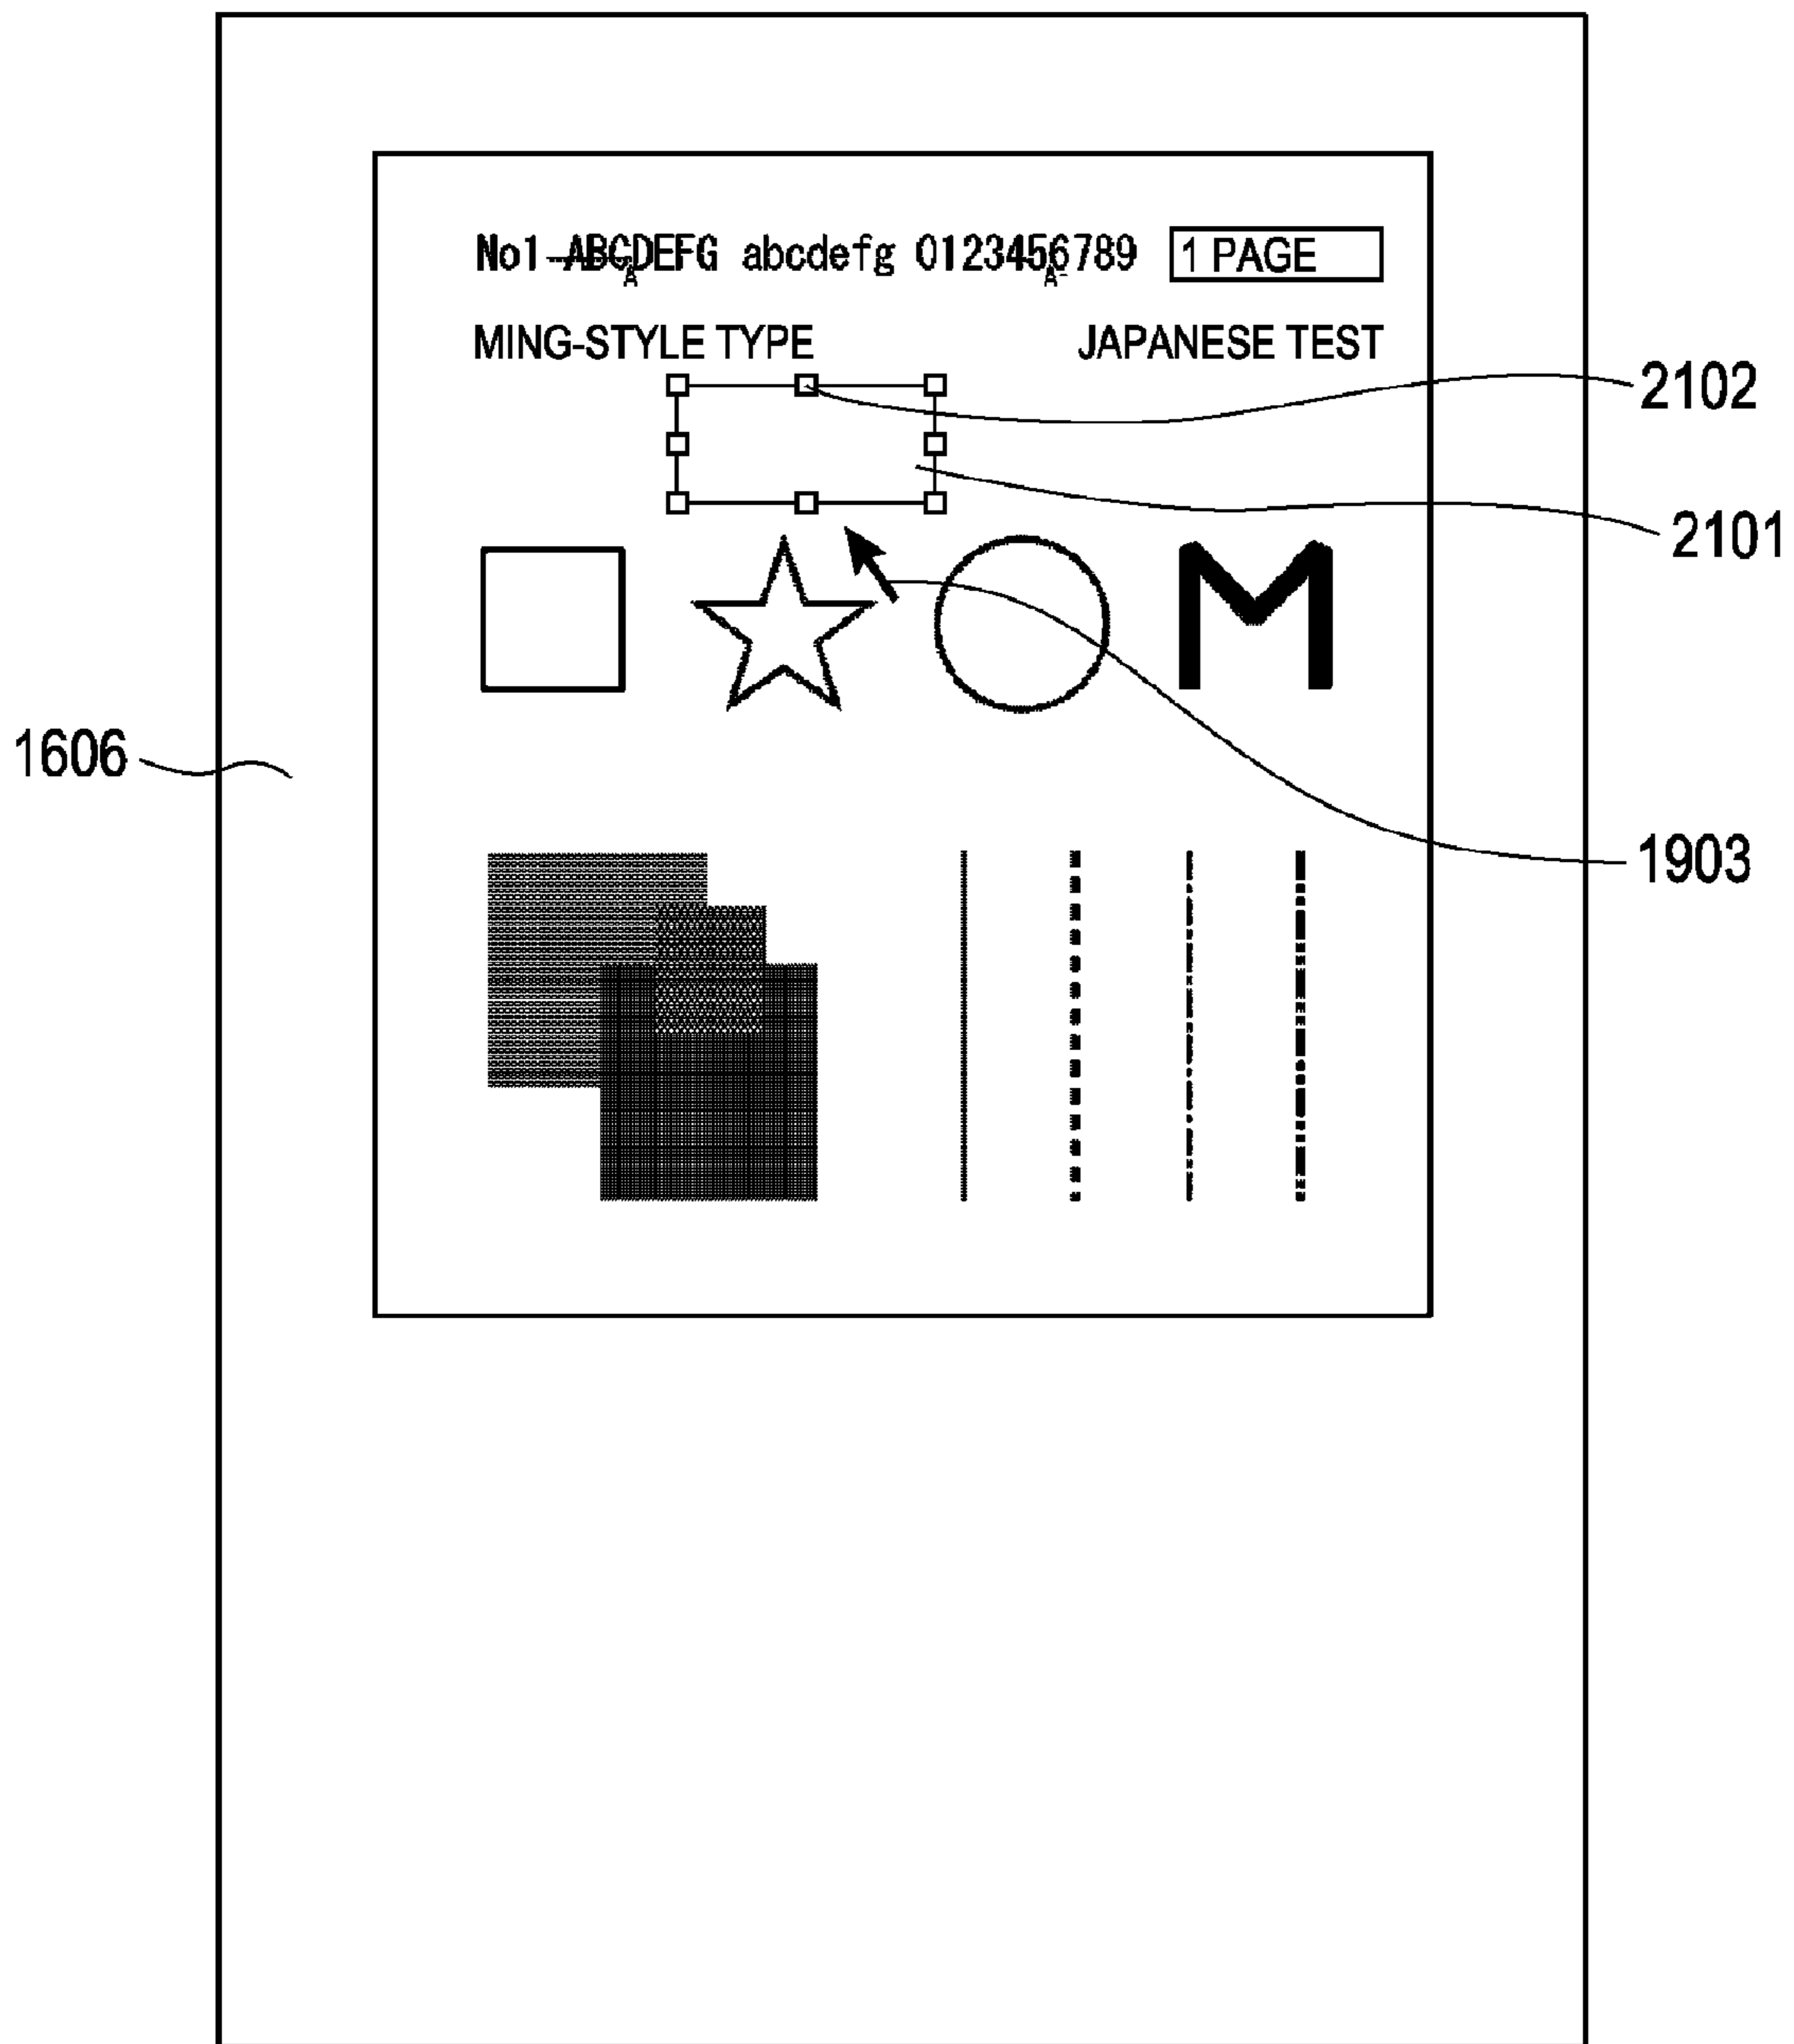 No1 ABCDEFG abcdefg 0123456789 1 PAGE
MING-STYLE TYPE JAPANESE TEST
2102
2101
M
1606
1903